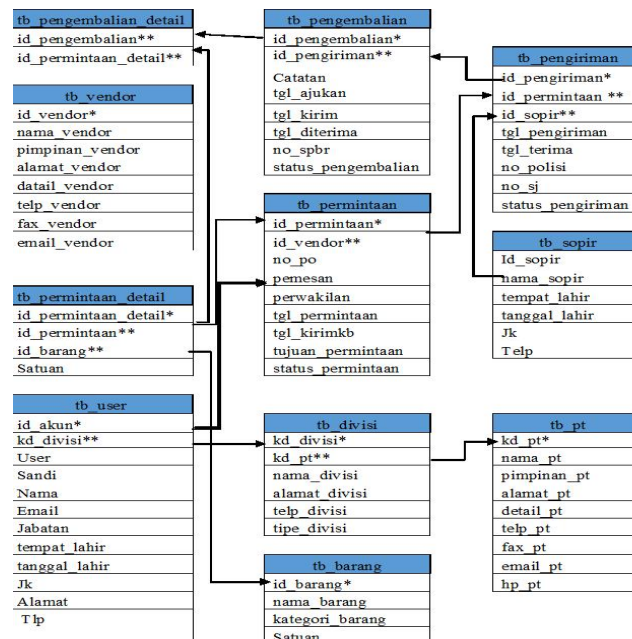 tb_pengembalian_detail
id_pengembalian**
id_permintaan_detail**
tb_vendor
id_vendor*
nama_vendor
pimpinan_vendor
alamat_vendor
datail_vendor
telp_vendor
fax_vendor
email_vendor
tb_permintaan_detail
id_permintaan_detail*
id_permintaan**
id_barang**
Satuan
tb_user
id_akun*
kd_divisi**
User
Sandi
Nama
Email
Jabatan
tempat_lahir
tanggal_lahir
Jk
Alamat
Tlp
tb_pengembalian
id_pengembalian*
id_pengiriman**
Catatan
tgl_ajukan
tgl_kirim
tgl_diterima
no_spbr
status_pengembalian
tb_permintaan
id_permintaan*
id_vendor**
no_po
pemesan
perwakilan
tgl_permintaan
tgl_kirimkb
tujuan_permintaan
status_permintaan
tb_divisi
kd_divisi*
kd_pt**
nama_divisi
alamat_divisi
telp_divisi
tipe_divisi
tb_barang
id_barang*
nama_barang
kategori_barang
Satuan
tb_pengiriman
id_pengiriman*
id_permintaan **
id_sopir**
tgl_pengiriman
tgl_terima
no_polisi
no_sj
status_pengiriman
tb_sopir
Id_sopir
nama_sopir
tempat_lahir
tanggal_lahir
Jk
Telp
tb_pt
kd_pt*
nama_pt
pimpinan_pt
alamat_pt
detail_pt
telp_pt
fax_pt
email_pt
hp_pt